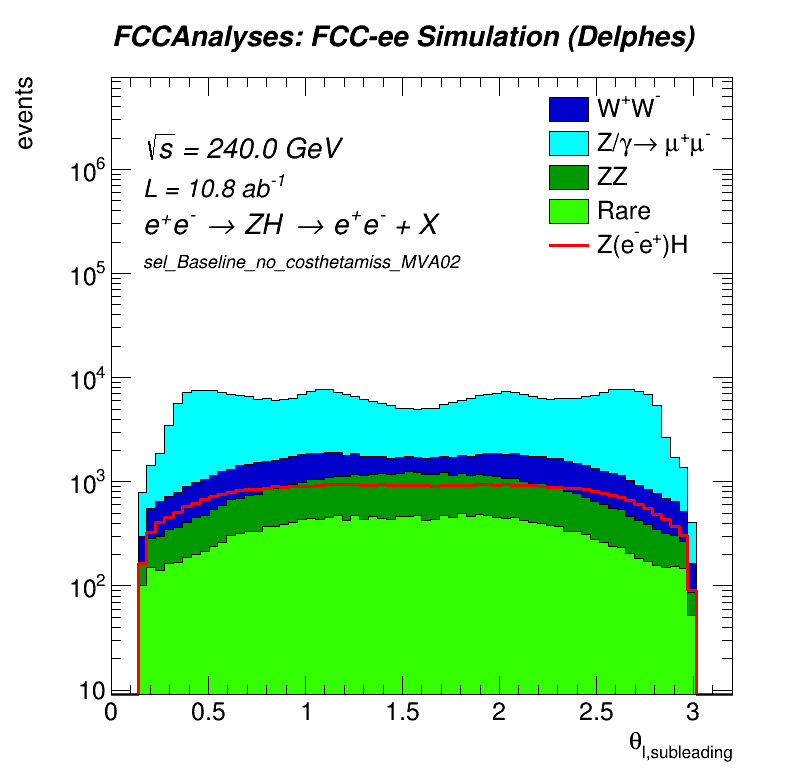 FCCAnalyses: FCC-ee Simulation (Delphes)
events
√s = 240.0 GeV
L = 10.8 ab⁻¹
e⁺e⁻ → ZH → e⁺e⁻ + X
sel_Baseline_no_costhetamiss_MVA02
W⁺W⁻
Z/γ→ μ⁺μ⁻
ZZ
Rare
Z(e⁻e⁺)H
10⁶
10⁵
10⁴
10³
10²
10
0 0.5 1 1.5 2 2.5 3
θl,subleading